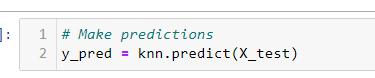 ]:
1 # Make predictions
2 y_pred = knn.predict(X_test)